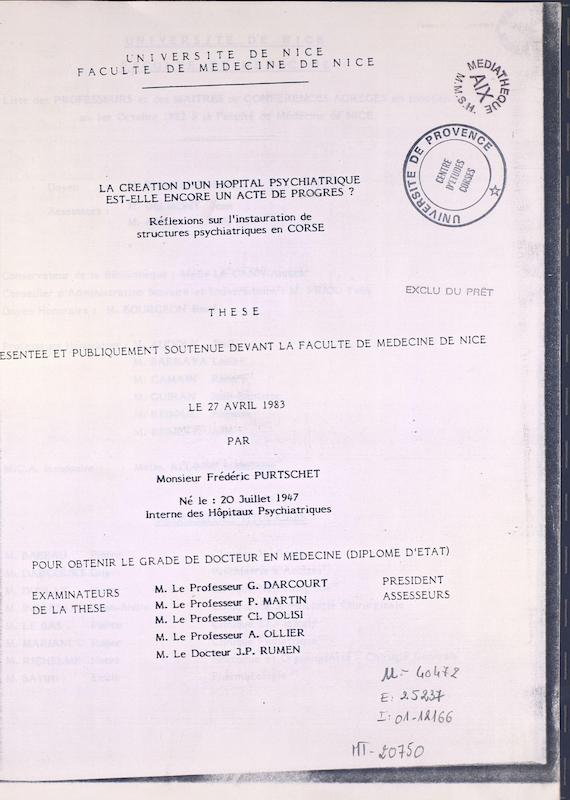 UNIVERSITE DE NICE
FACULTE DE MEDECINE DE NICE
MEDIATHEQUE
AIX
M.M.S.H.
UNIVERSITE DE PROVENCE
CENTRE
D'ETUDES
CORSES
LA CREATION D'UN HOPITAL PSYCHIATRIQUE
EST-ELLE ENCORE UN ACTE DE PROGRES ?
Réflexions sur l'instauration de
structures psychiatriques en CORSE
EXCLU DU PRÊT
THESE
ESENTEE ET PUBLIQUEMENT SOUTENUE DEVANT LA FACULTE DE MEDECINE DE NICE
LE 27 AVRIL 1983
PAR
Monsieur Frédéric PURTSCHET
Né le : 20 Juillet 1947
Interne des Hôpitaux Psychiatriques
POUR OBTENIR LE GRADE DE DOCTEUR EN MEDECINE (DIPLOME D'ETAT)
EXAMINATEURS
DE LA THESE
M. Le Professeur G. DARCOURT
M. Le Professeur P. MARTIN
M. Le Professeur Cl. DOLISI
M. Le Professeur A. OLLIER
M. Le Docteur J.P. RUMEN
PRESIDENT
ASSESSEURS
M- 40472
E: 25237
I: 01-12166
MT-20750